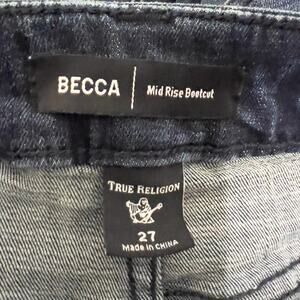 BECCA | Mid Rise Bootcut
TRUE RELIGION
27
Made in CHINA